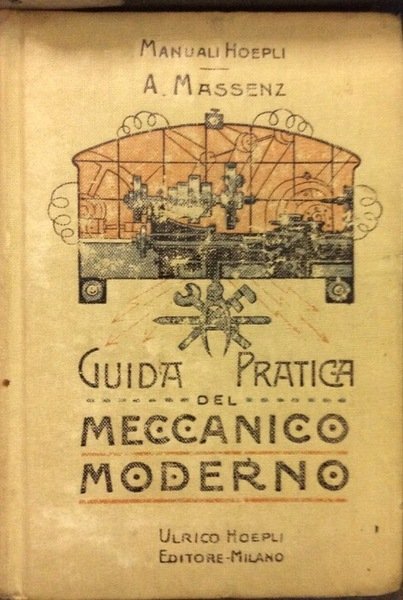 MANUALI HOEPLI
A. MASSENZ
GUIDA PRATICA
DEL
MECCANICO
MODERNO
ULRICO HOEPLI
EDITORE-MILANO